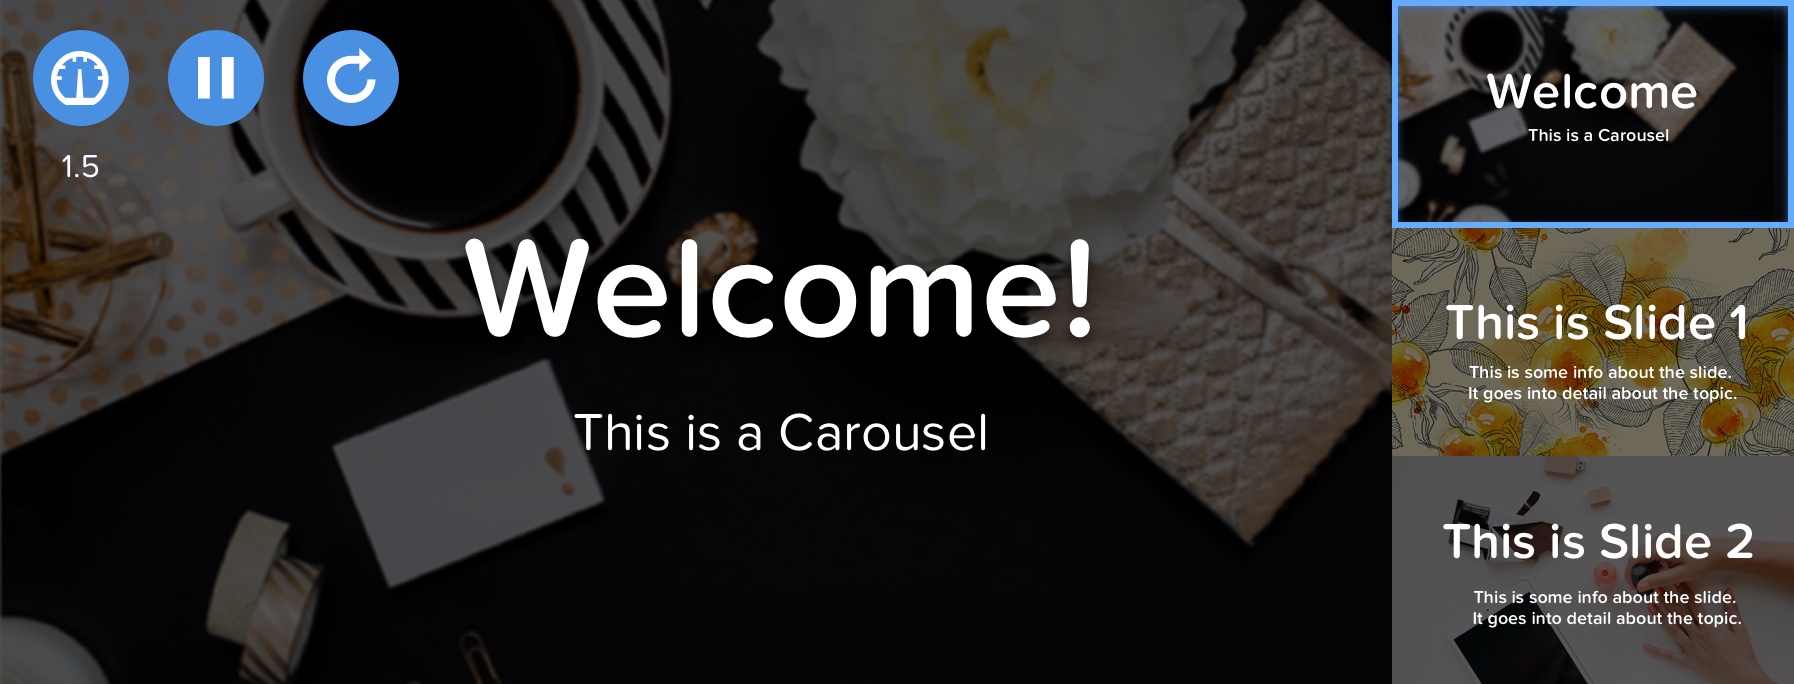 1.5
Welcome!
This is a Carousel
Welcome
This is a Carousel
This is Slide 1
This is some info about the slide.
It goes into detail about the topic.
This is Slide 2
This is some info about the slide.
It goes into detail about the topic.